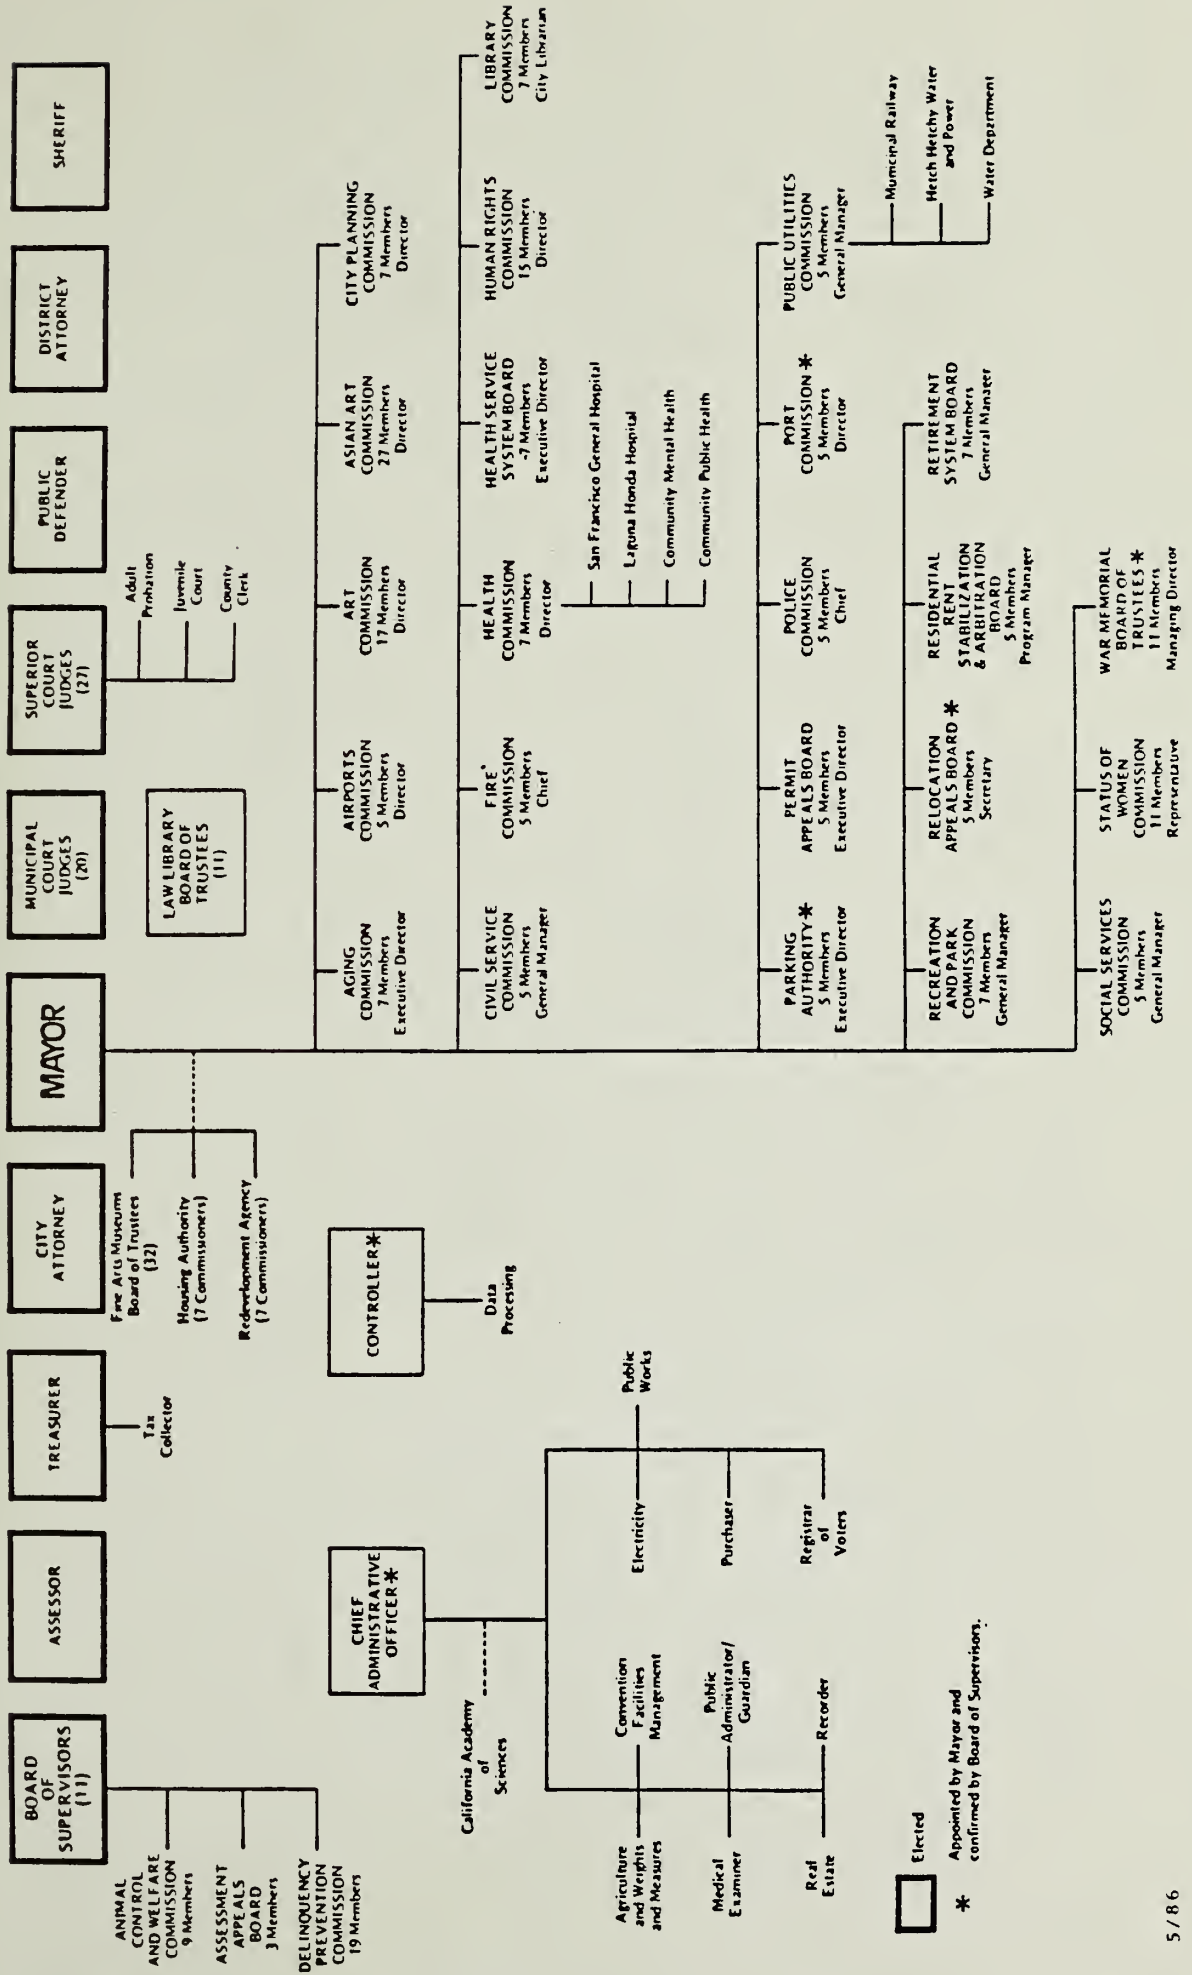 BOARD
OF
SUPERVISORS
(11)
ASSESSOR
TREASURER
CITY
ATTORNEY
MAYOR
MUNICIPAL
COURT
JUDGES
(20)
SUPERIOR
COURT
JUDGES
(27)
PUBLIC
DEFENDER
DISTRICT
ATTORNEY
SHERIFF
ANIMAL
CONTROL
AND WELFARE
COMMISSION
9 Members
ASSESSMENT
APPEALS
BOARD
3 Members
DELINQUENCY
PREVENTION
COMMISSION
19 Members
Tax
Collector
Fine Arts Museums
Board of Trustees
(32)
Housing Authority
(7 Commissioners)
Redevelopment Agency
(7 Commissioners)
LAW LIBRARY
BOARD OF
TRUSTEES
(11)
Adult
Probation
Juvenile
Court
County
Clerk
CHIEF
ADMINISTRATIVE
OFFICER*
CONTROLLER*
Data
Processing
California Academy
of
Sciences
Agriculture
and Weights
and Measures
Convention
Facilities
Management
Electricity
Public
Works
Medical
Examiner
Public
Administrator/
Guardian
Purchaser
Real
Estate
Recorder
Registrar
of
Voters
AGING
COMMISSION
7 Members
Executive Director
AIRPORTS
COMMISSION
5 Members
Director
ART
COMMISSION
17 Members
Director
ASIAN ART
COMMISSION
27 Members
Director
CITY PLANNING
COMMISSION
7 Members
Director
CIVIL SERVICE
COMMISSION
5 Members
General Manager
FIRE
COMMISSION
5 Members
Chief
HEALTH
COMMISSION
7 Members
Director
San Francisco General Hospital
Laguna Honda Hospital
Community Mental Health
Community Public Health
HEALTH SERVICE
SYSTEM BOARD
-7 Members
Executive Director
HUMAN RIGHTS
COMMISSION
15 Members
Director
LIBRARY
COMMISSION
7 Members
City Librarian
PARKING
AUTHORITY*
5 Members
Executive Director
PERMIT
APPEALS BOARD
5 Members
Executive Director
POLICE
COMMISSION
5 Members
Chief
PORT
COMMISSION*
5 Members
Director
PUBLIC UTILITIES
COMMISSION
5 Members
General Manager
Municipal Railway
Hetch Hetchy Water
and Power
Water Department
RECREATION
AND PARK
COMMISSION
7 Members
General Manager
RELOCATION
APPEALS BOARD*
5 Members
Secretary
RESIDENTIAL
RENT
STABILIZATION
& ARBITRATION
BOARD
5 Members
Program Manager
RETIREMENT
SYSTEM BOARD
7 Members
General Manager
SOCIAL SERVICES
COMMISSION
5 Members
General Manager
STATUS OF
WOMEN
COMMISSION
11 Members
Representative
WAR MEMORIAL
BOARD OF
TRUSTEES*
11 Members
Managing Director
Elected
* Appointed by Mayor and
confirmed by Board of Supervisors.
5/86